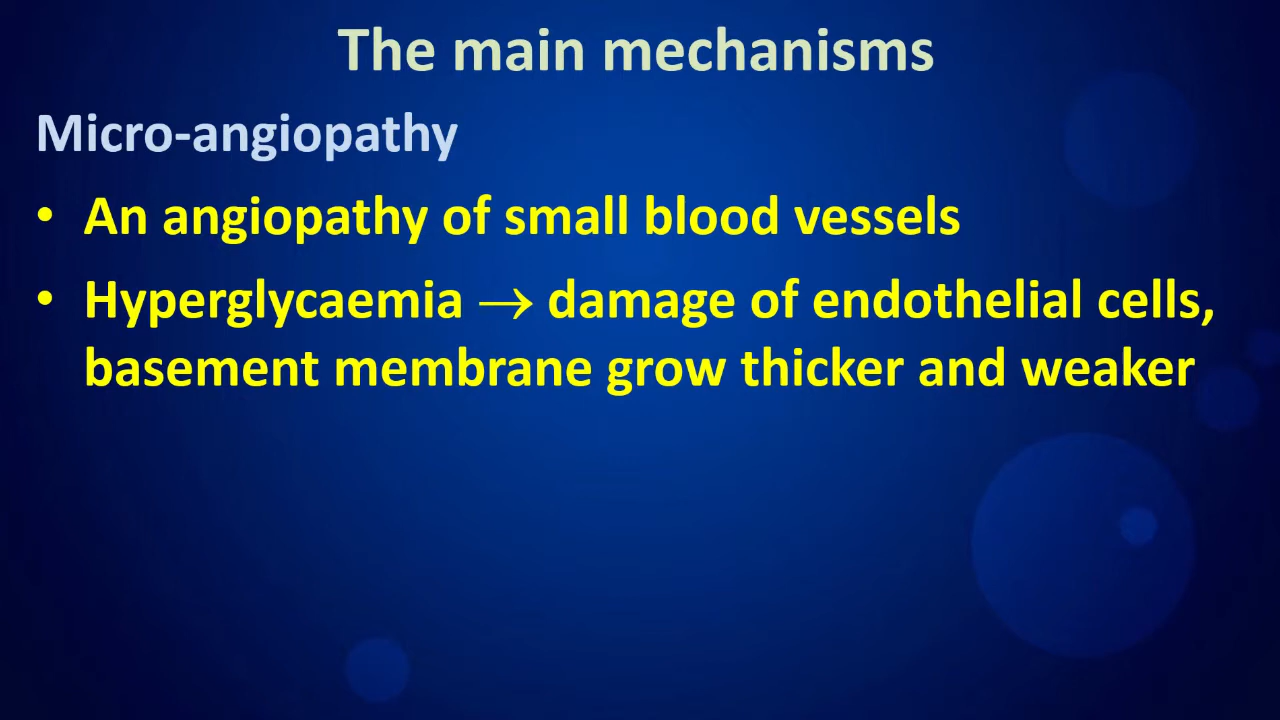 The main mechanisms
Micro-angiopathy
• An angiopathy of small blood vessels
• Hyperglycaemia → damage of endothelial cells,
basement membrane grow thicker and weaker